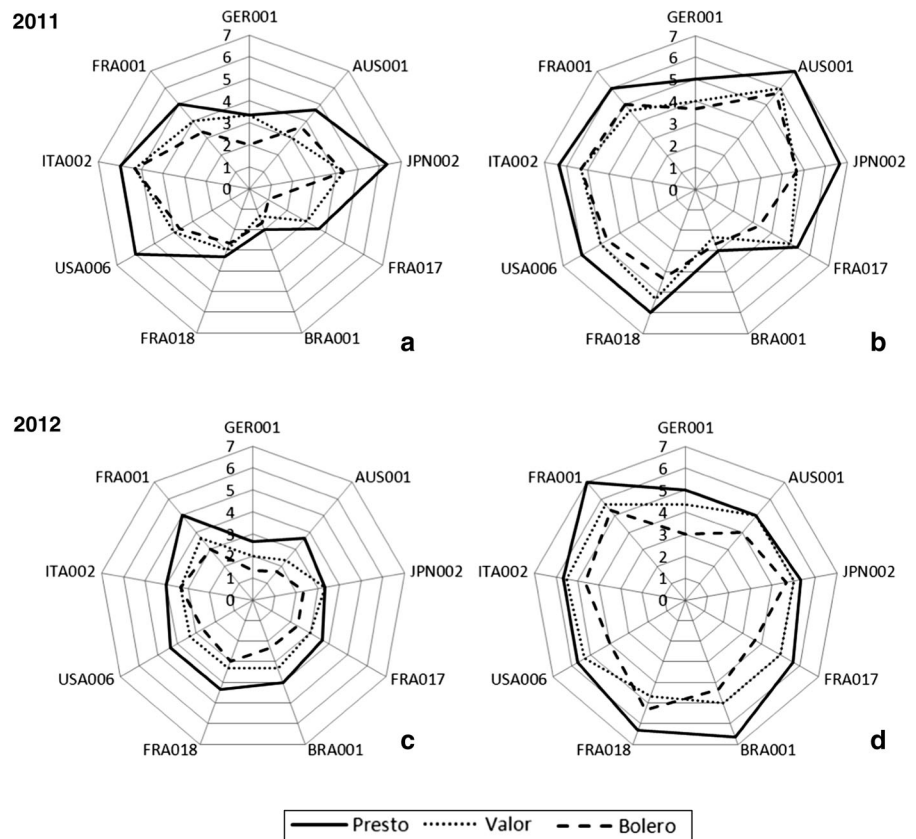 2011
GER001
7
6
5
4
3
2
1
0
AUS001
JPN002
FRA017
BRA001
FRA018
USA006
ITA002
FRA001
a
GER001
7
6
5
4
3
2
1
0
AUS001
JPN002
FRA017
BRA001
FRA018
USA006
ITA002
FRA001
b
2012
GER001
7
6
5
4
3
2
1
0
AUS001
JPN002
FRA017
BRA001
FRA018
USA006
ITA002
FRA001
c
GER001
7
6
5
4
3
2
1
0
AUS001
JPN002
FRA017
BRA001
FRA018
USA006
ITA002
FRA001
d
Presto Valor Bolero